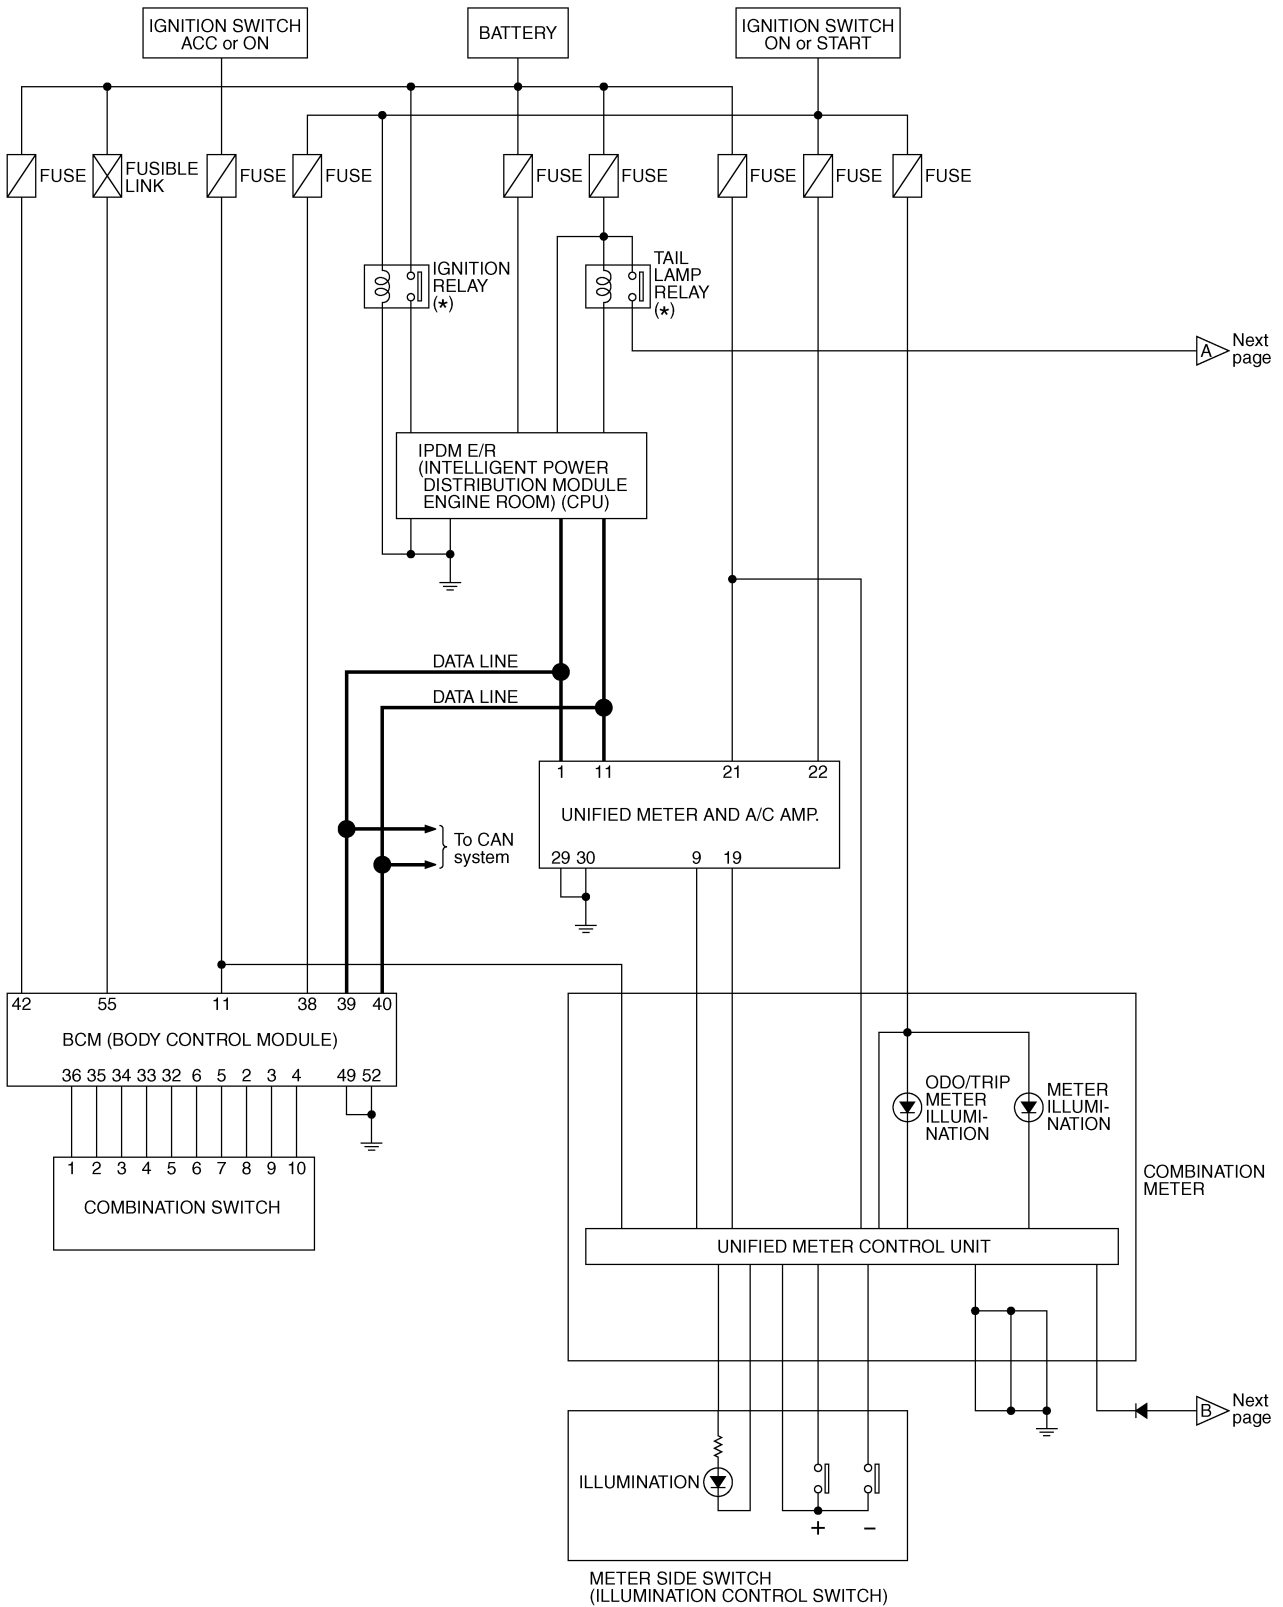 IGNITION SWITCH
ACC or ON
BATTERY
IGNITION SWITCH
ON or START
FUSE
FUSIBLE
LINK
FUSE
FUSE
FUSE
FUSE
FUSE
FUSE
FUSE
IGNITION
RELAY
(*)
TAIL
LAMP
RELAY
(*)
A
Next
page
IPDM E/R
(INTELLIGENT POWER
DISTRIBUTION MODULE
ENGINE ROOM) (CPU)
DATA LINE
DATA LINE
1 11 21 22
UNIFIED METER AND A/C AMP.
29 30 9 19
To CAN
system
42 55 11 38 39 40
BCM (BODY CONTROL MODULE)
36 35 34 33 32 6 5 2 3 4 49 52
1 2 3 4 5 6 7 8 9 10
COMBINATION SWITCH
ODO/TRIP
METER
ILLUMI-
NATION
METER
ILLUMI-
NATION
COMBINATION
METER
UNIFIED METER CONTROL UNIT
B
Next
page
ILLUMINATION
+ −
METER SIDE SWITCH
(ILLUMINATION CONTROL SWITCH)